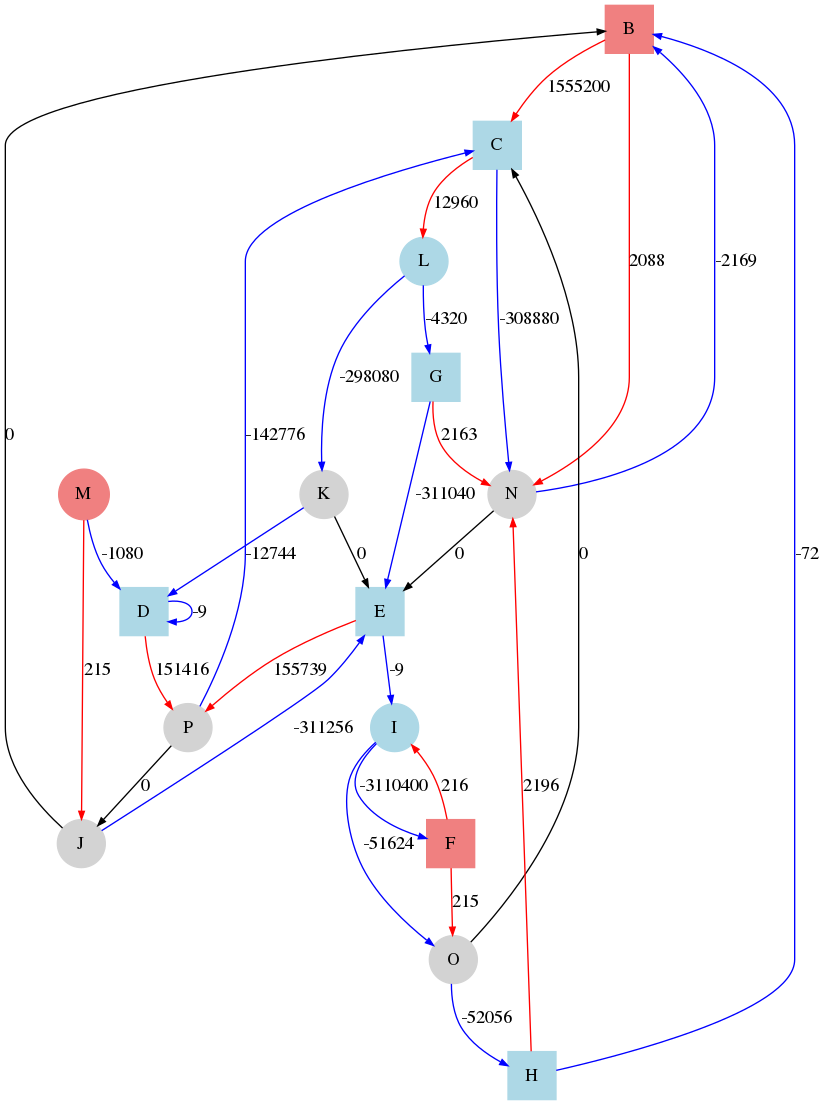 B
1555200
C
12960
L
0
2088
-2169
-4320
-308880
G
-298080
0
-142776
2163
M
K
N
-311040
-1080
-12744
0
0
0
-72
D
-9
E
215
151416
155739
-9
P
-311256
I
0
-3110400
216
2196
J
-51624
F
215
O
-52056
H